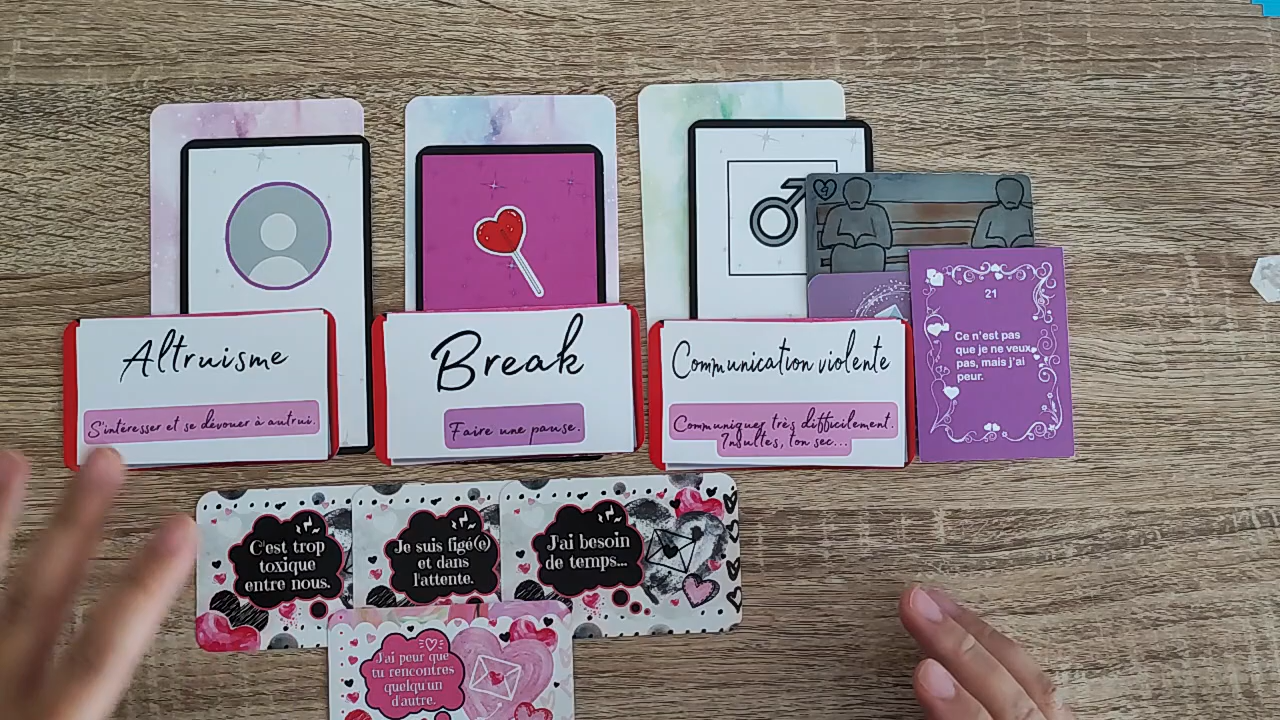 Altruisme
S'intéresser et se dévouer à autrui.
Break
Faire une pause.
Communication violente
Communiquer très difficilement.
Insultes, ton sec...
21
Ce n'est pas
que je ne veux
pas, mais j'ai
peur.
C'est trop
toxique
entre nous.
Je suis figé(e)
et dans
l'attente.
J'ai besoin
de temps...
J'ai peur que
tu rencontres
quelqu'un
d'autre.